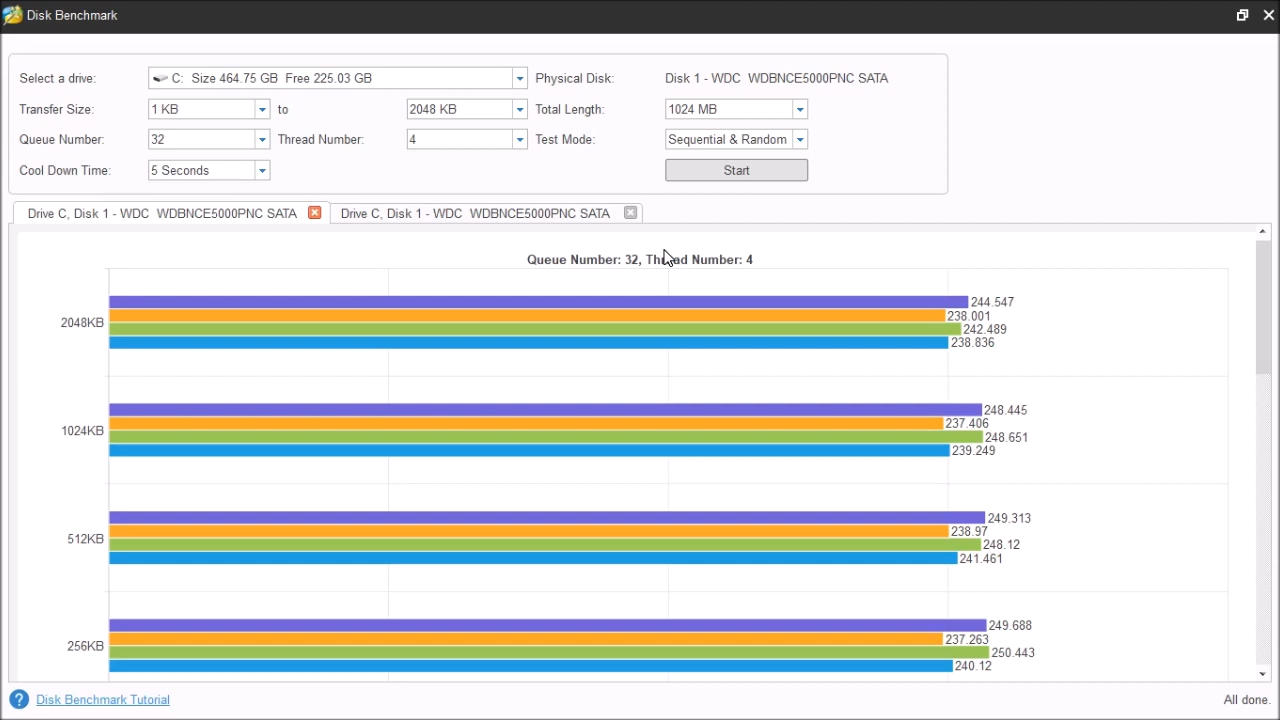 Disk Benchmark
Select a drive: C: Size 464.75 GB Free 225.03 GB Physical Disk: Disk 1 - WDC WDBNCE5000PNC SATA
Transfer Size: 1 KB to 2048 KB Total Length: 1024 MB
Queue Number: 32 Thread Number: 4 Test Mode: Sequential & Random
Cool Down Time: 5 Seconds Start
Drive C, Disk 1 - WDC WDBNCE5000PNC SATA Drive C, Disk 1 - WDC WDBNCE5000PNC SATA
Queue Number: 32, Thread Number: 4
244.547
238.001
2048KB
242.489
238.836
248.445
237.406
1024KB
248.651
239.249
249.313
238.97
512KB
248.12
241.461
249.688
237.263
256KB
250.443
240.12
? Disk Benchmark Tutorial All done.